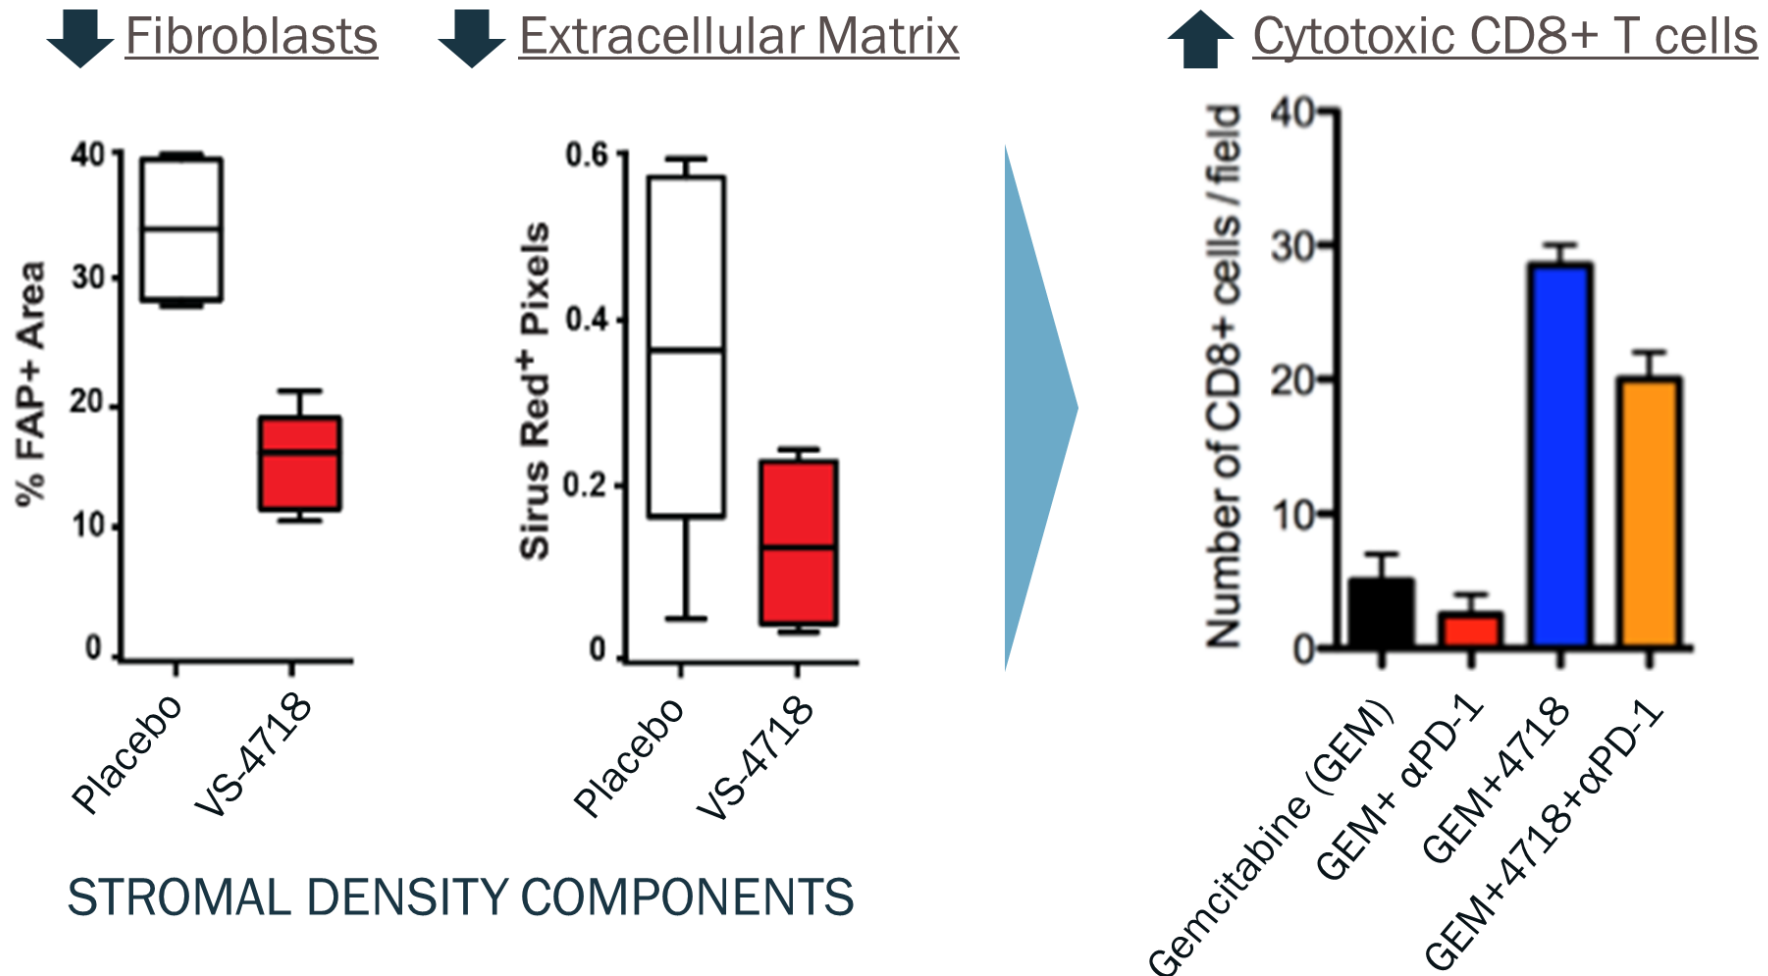 Fibroblasts
Extracellular Matrix
Cytotoxic CD8+ T cells
% FAP+ Area
40
30
20
10
0
Placebo
VS-4718
Sirus Red+ Pixels
0.6
0.4
0.2
0
Placebo
VS-4718
Number of CD8+ cells / field
40
30
20
10
0
Gemcitabine (GEM)
GEM+ αPD-1
GEM+4718
GEM+4718+αPD-1
STROMAL DENSITY COMPONENTS